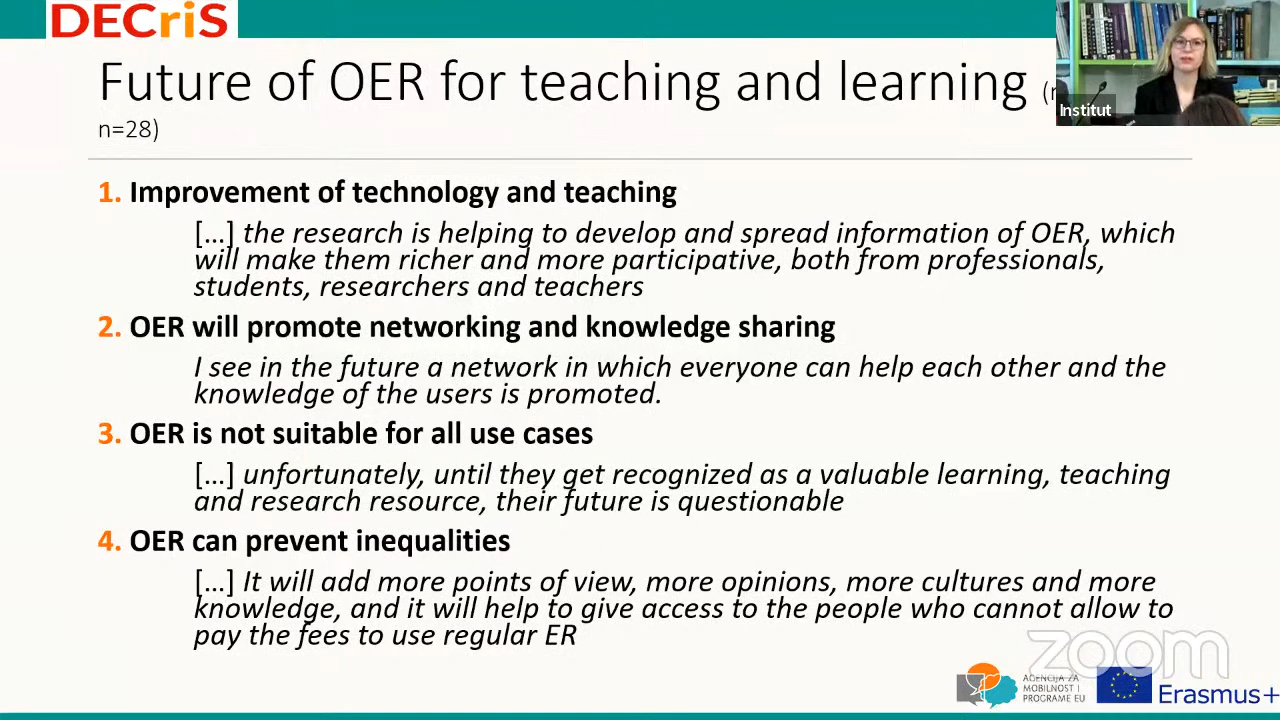 DECriS
Future of OER for teaching and learning
n=28)
Institut
1. Improvement of technology and teaching
[...] the research is helping to develop and spread information of OER, which
will make them richer and more participative, both from professionals,
students, researchers and teachers
2. OER will promote networking and knowledge sharing
I see in the future a network in which everyone can help each other and the
knowledge of the users is promoted.
3. OER is not suitable for all use cases
[...] unfortunately, until they get recognized as a valuable learning, teaching
and research resource, their future is questionable
4. OER can prevent inequalities
[...] It will add more points of view, more opinions, more cultures and more
knowledge, and it will help to give access to the people who cannot allow to
pay the fees to use regular ER
zoom
AGENCIJA ZA
MOBILNOST I
PROGRAME EU
Erasmus+